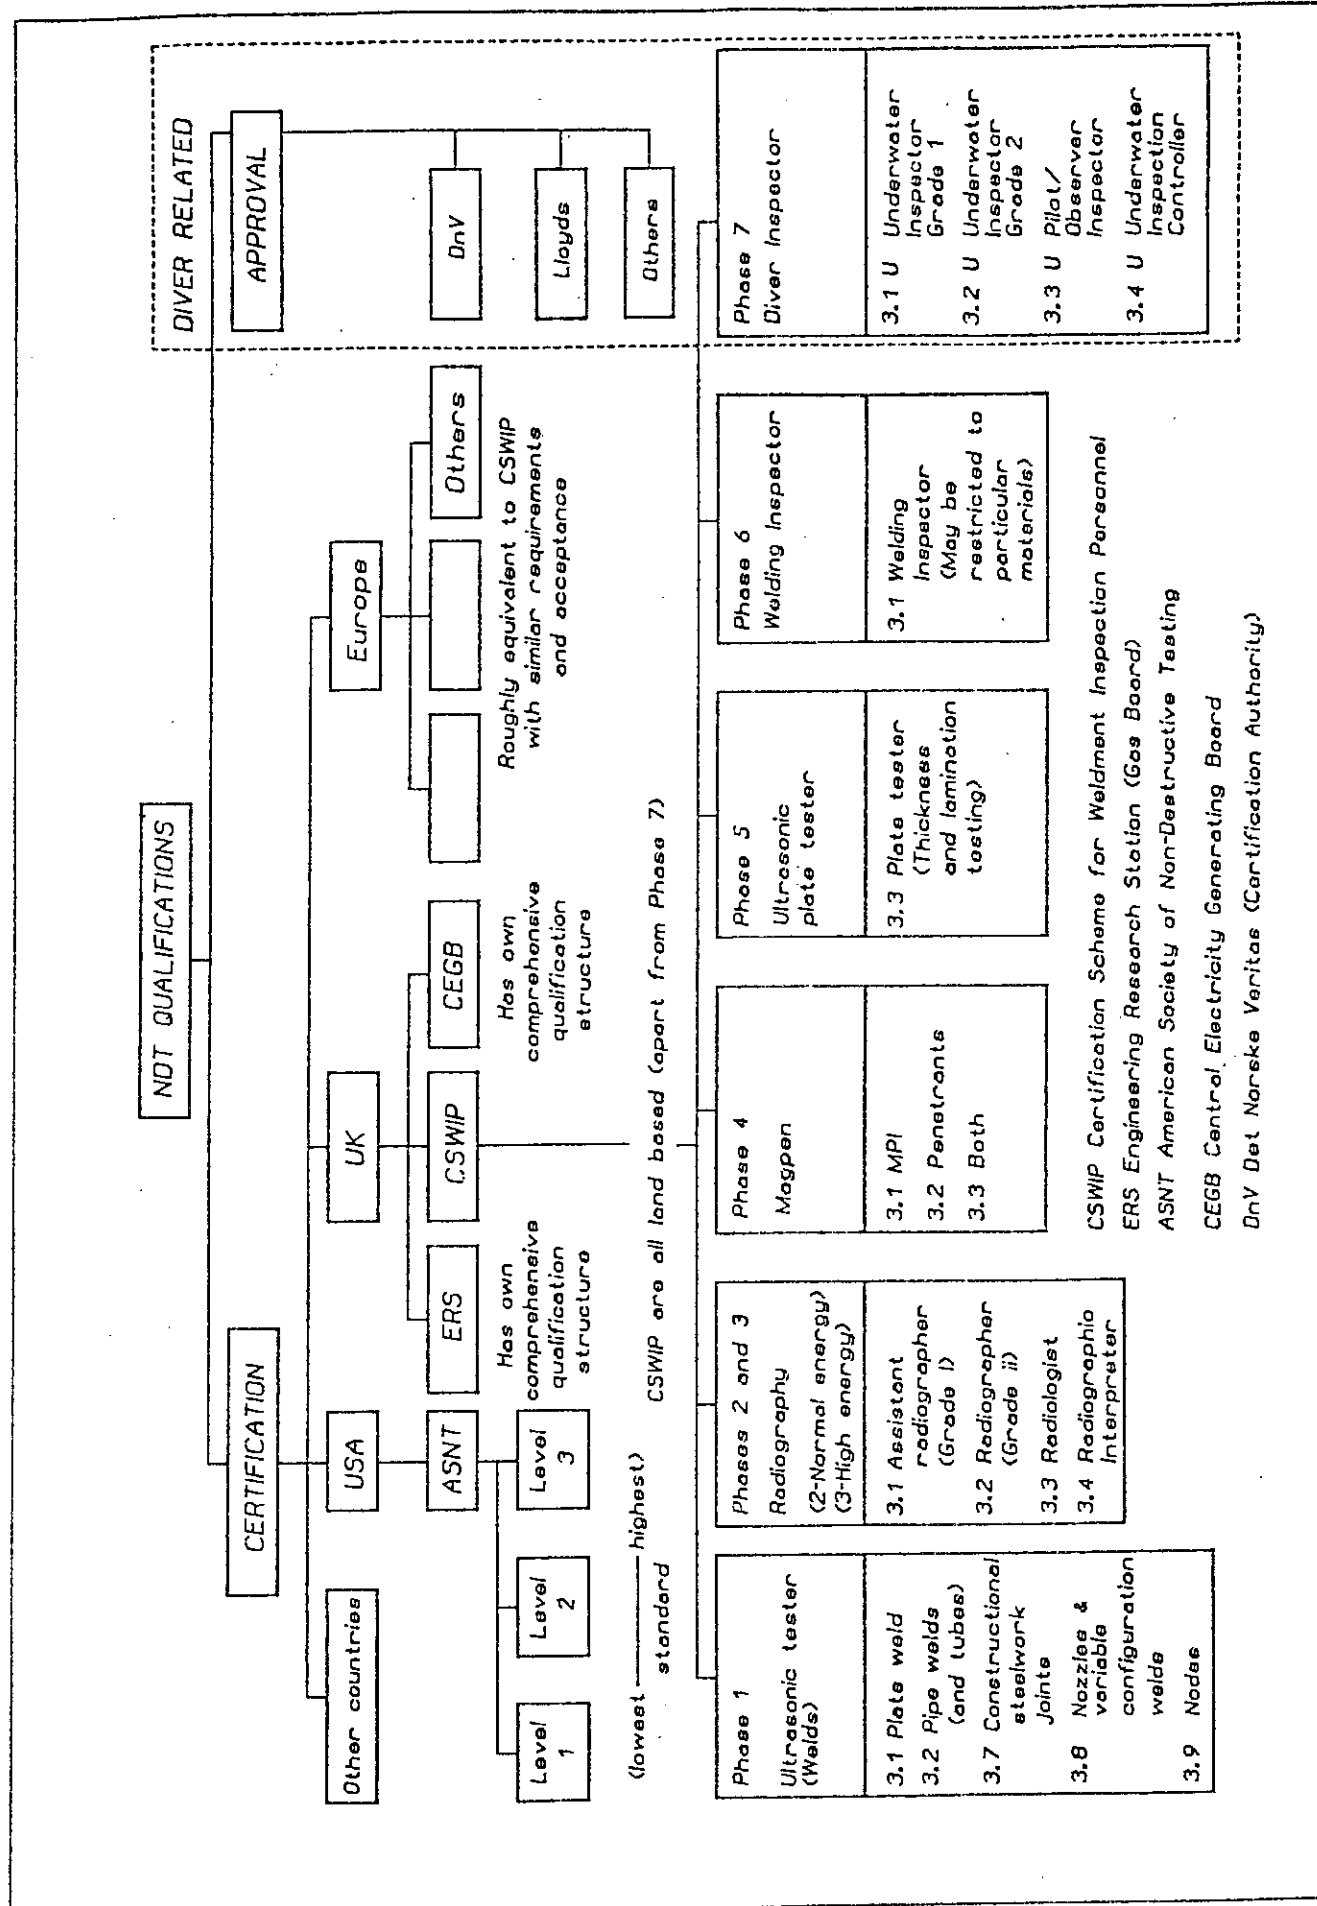 NDT QUALIFICATIONS
DIVER RELATED
CERTIFICATION
APPROVAL
Other countries
USA
UK
Europe
ASNT
ERS
CSWIP
CEGB
Others
DnV
Lloyds
Others
Level
1
Level
2
Level
3
Has own
comprehensive
qualification
structure
Has own
comprehensive
qualification
structure
Roughly equivalent to CSWIP
with similar requirements
and acceptance
(lowest highest)
standard
CSWIP are all land based (apart from Phase 7)
Phase 1
Ultrasonic tester
(Welds)
3.1 Plate weld
3.2 Pipe welds
(and tubes)
3.7 Constructional
steelwork
Joints
3.8 Nozzles &
variable
configuration
welds
3.9 Nodes
Phases 2 and 3
Radiography
(2-Normal energy)
(3-High energy)
3.1 Assistant
radiographer
(Grade i)
3.2 Radiographer
(Grade ii)
3.3 Radiologist
3.4 Radiographic
Interpreter
Phase 4
Magpen
3.1 MPI
3.2 Penetrants
3.3 Both
Phase 5
Ultrasonic
plate tester
3.3 Plate tester
(Thickness
and lamination
testing)
Phase 6
Welding Inspector
3.1 Welding
Inspector
(May be
restricted to
particular
materials)
Phase 7
Diver Inspector
3.1 U Underwater
Inspector
Grade 1
3.2 U Underwater
Inspector
Grade 2
3.3 U Pilot/
Observer
Inspector
3.4 U Underwater
Inspection
Controller
CSWIP Certification Scheme for Weldment Inspection Personnel
ERS Engineering Research Station (Gas Board)
ASNT American Society of Non-Destructive Testing
CEGB Central Electricity Generating Board
DnV Det Norske Veritas (Certification Authority)